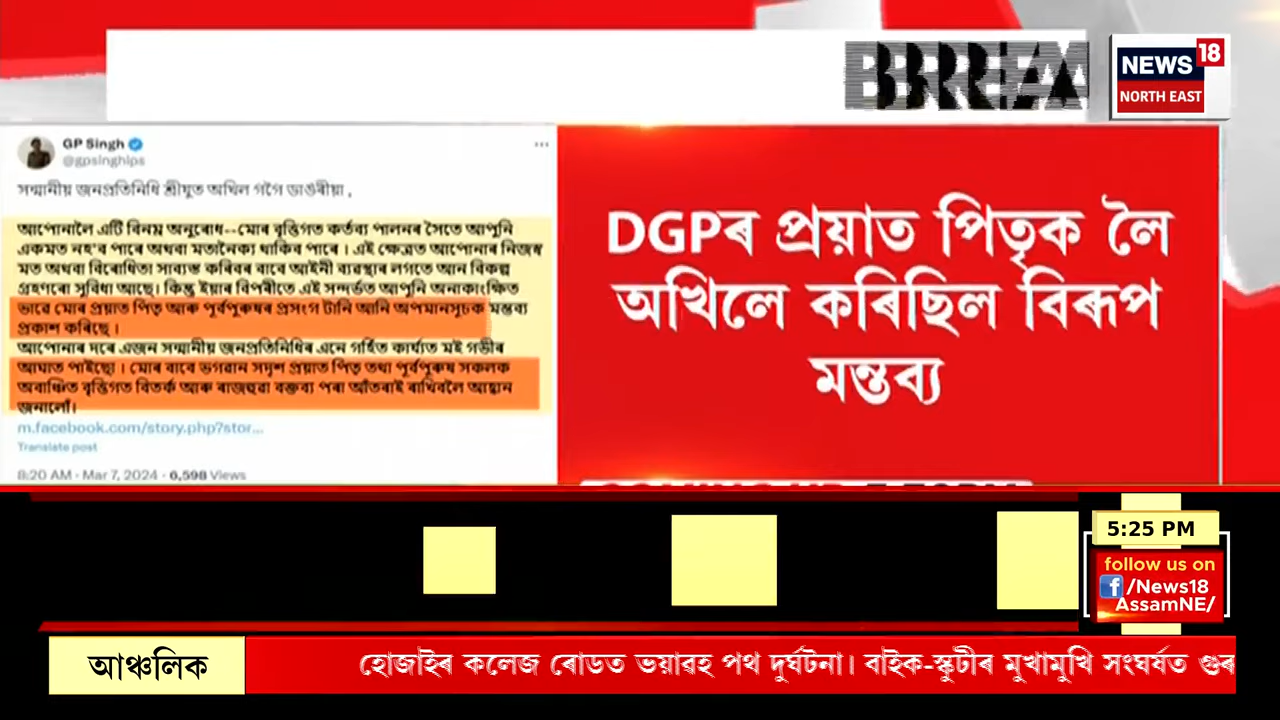 NEWS 18
NORTH EAST
GP Singh
@gpsinghips
সন্মানীয় জনপ্ৰতিনিধি শ্ৰীযুত অখিল গগৈ ডাঙৰীয়া ,
আপোনালৈ এটি বিনম্ৰ অনুৰোধ--মোৰ বৃত্তিগত কৰ্তব্য পালনৰ সৈতে আপুনি
একমত নহ'ব পাৰে অথবা মতানৈক্য থাকিব পাৰে । এই ক্ষেত্ৰত আপোনাৰ নিজস্ব
মত অথবা বিৰোধিতা সাব্যস্ত কৰিবৰ বাবে আইনী ব্যৱস্থাৰ লগতে আন বিকল্প
গ্ৰহণৰো সুবিধা আছে। কিন্তু ইয়াৰ বিপৰীতে এই সন্দৰ্ভত আপুনি অনাকাংক্ষিত
ভাবে মোৰ প্ৰয়াত পিতৃ আৰু পূৰ্বপুৰুষৰ প্ৰসংগ টানি আনি অপমানসূচক মন্তব্য
প্ৰকাশ কৰিছে ।
আপোনাৰ দৰে এজন সন্মানীয় জনপ্ৰতিনিধিৰ এনে গৰ্হিত কাৰ্য্যত মই গভীৰ
আঘাত পাইছো । মোৰ বাবে ভগৱান সদৃশ প্ৰয়াত পিতৃ তথা পূৰ্বপুৰুষ সকলক
অবাঞ্চিত বৃত্তিগত বিতৰ্ক আৰু ৰাজহুৱা বক্তব্য পৰা আঁতৰাই ৰাখিবলৈ আহ্বান
জনালোঁ।
m.facebook.com/story.php?stor...
Translate post
8:20 AM · Mar 7, 2024 · 6,598 Views
DGPৰ প্ৰয়াত পিতৃক লৈ
অখিলে কৰিছিল বিৰূপ
মন্তব্য
5:25 PM
follow us on
/News18
AssamNE/
আঞ্চলিক
হোজাইৰ কলেজ ৰোডত ভয়াৱহ পথ দুৰ্ঘটনা। বাইক-স্কুটীৰ মুখামুখি সংঘৰ্ষত গুৰ